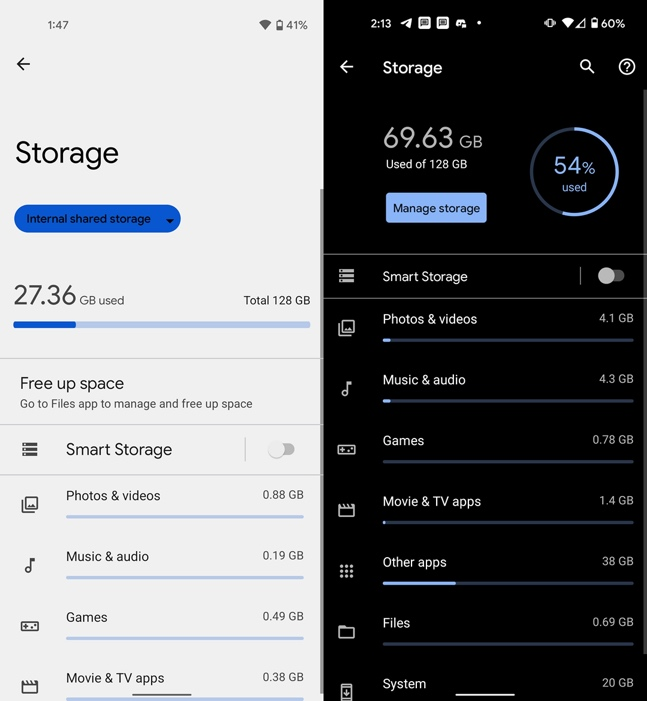 1:47
41%
Storage
Internal shared storage
27.36 GB used
Total 128 GB
Free up space
Go to Files app to manage and free up space
Smart Storage
Photos & videos
0.88 GB
Music & audio
0.19 GB
Games
0.49 GB
Movie & TV apps
0.38 GB
2:13
60%
Storage
69.63 GB
Used of 128 GB
54%
used
Manage storage
Smart Storage
Photos & videos
4.1 GB
Music & audio
4.3 GB
Games
0.78 GB
Movie & TV apps
1.4 GB
Other apps
38 GB
Files
0.69 GB
System
20 GB